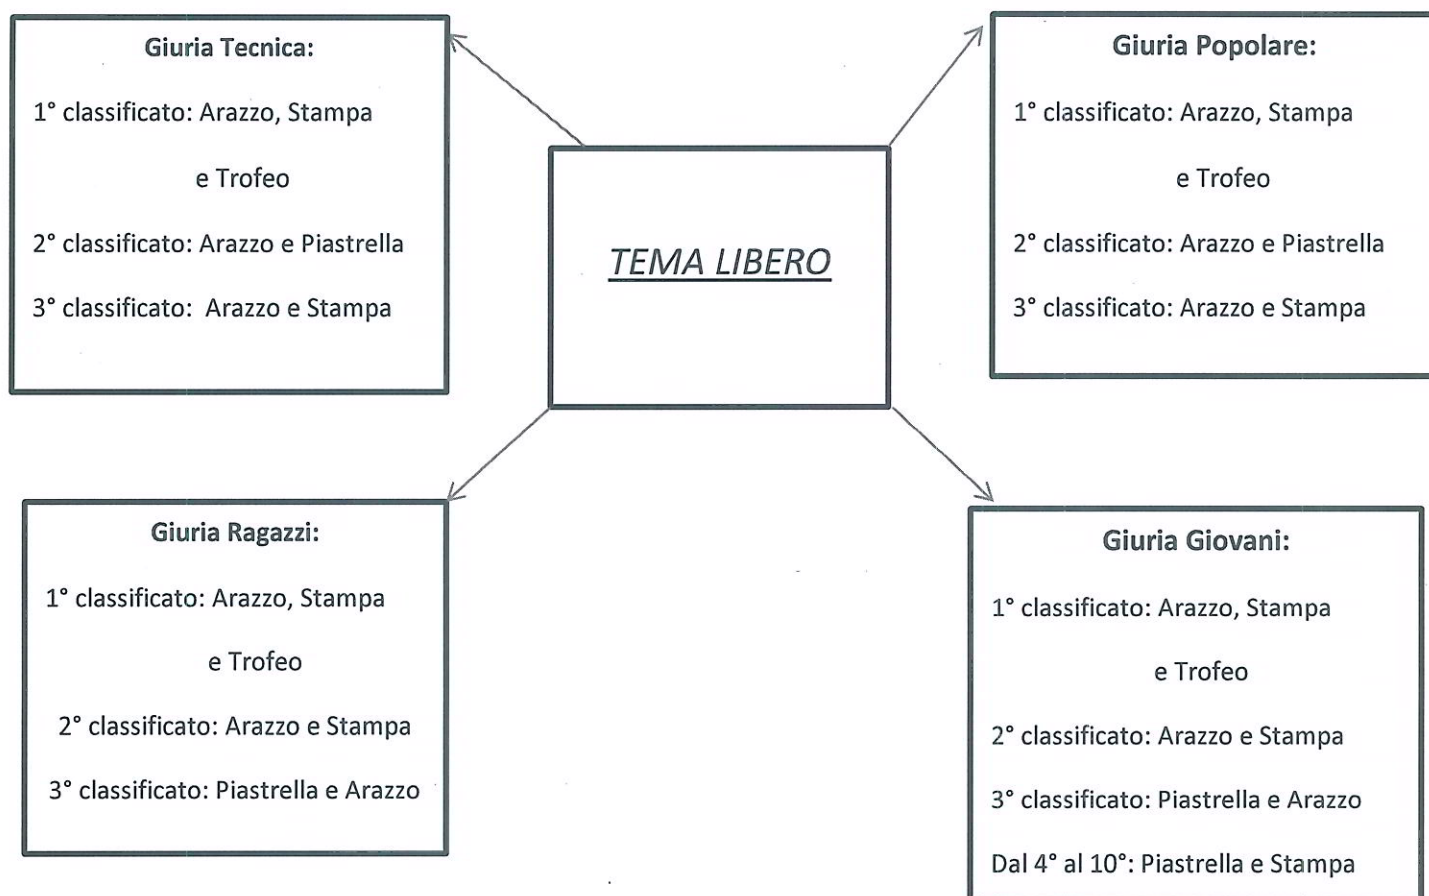 Giuria Tecnica:
1° classificato: Arazzo, Stampa
e Trofeo
2° classificato: Arazzo e Piastrella
3° classificato: Arazzo e Stampa
Giuria Popolare:
1° classificato: Arazzo, Stampa
e Trofeo
2° classificato: Arazzo e Piastrella
3° classificato: Arazzo e Stampa
TEMA LIBERO
Giuria Ragazzi:
1° classificato: Arazzo, Stampa
e Trofeo
2° classificato: Arazzo e Stampa
3° classificato: Piastrella e Arazzo
Giuria Giovani:
1° classificato: Arazzo, Stampa
e Trofeo
2° classificato: Arazzo e Stampa
3° classificato: Piastrella e Arazzo
Dal 4° al 10°: Piastrella e Stampa